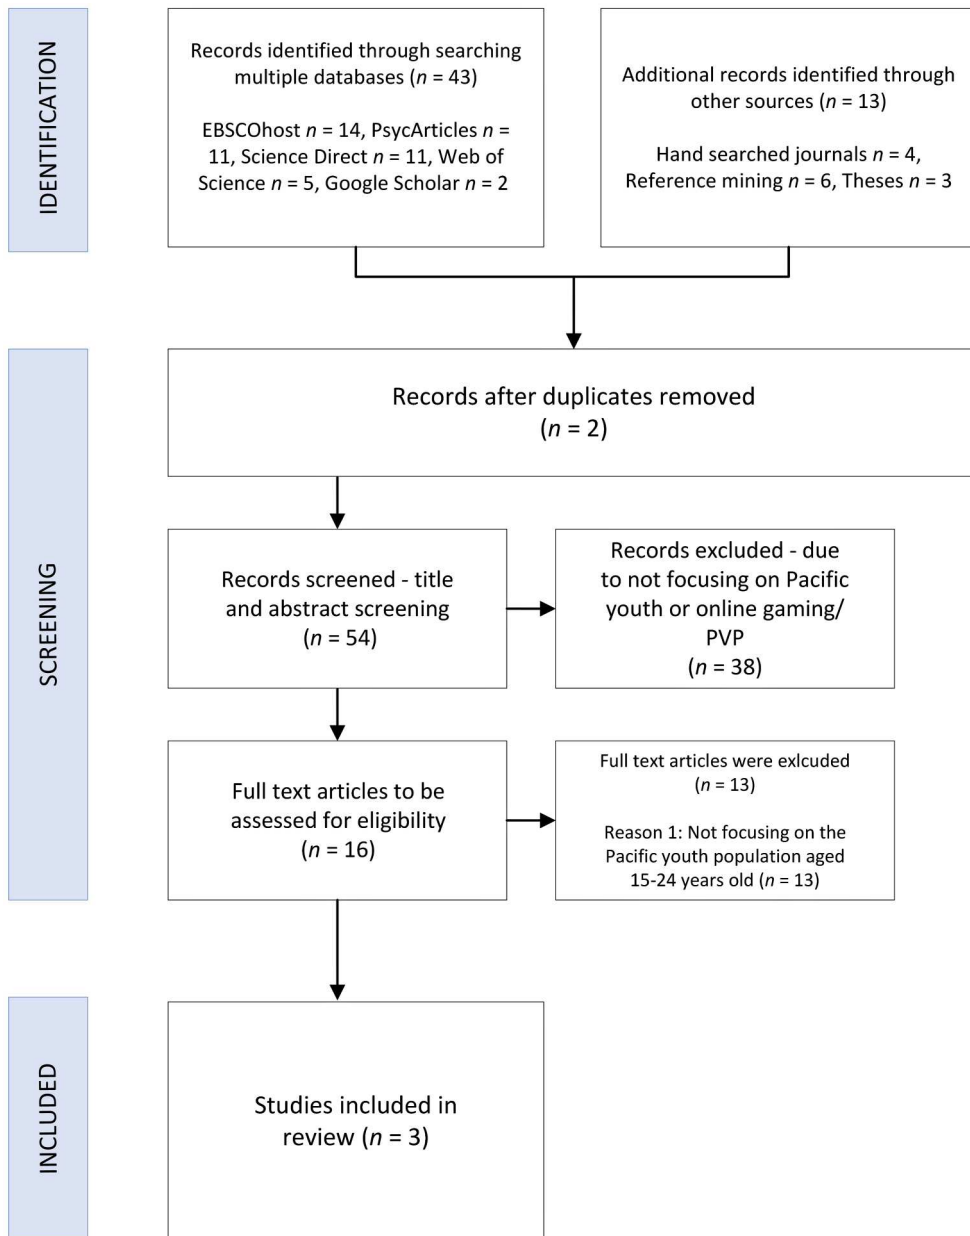 IDENTIFICATION
Records identified through searching
multiple databases (n = 43)
EBSCOhost n = 14, PsycArticles n =
11, Science Direct n = 11, Web of
Science n = 5, Google Scholar n = 2
Additional records identified through
other sources (n = 13)
Hand searched journals n = 4,
Reference mining n = 6, Theses n = 3
SCREENING
Records after duplicates removed
(n = 2)
Records screened - title
and abstract screening
(n = 54)
Records excluded - due
to not focusing on Pacific
youth or online gaming/
PVP
(n = 38)
Full text articles to be
assessed for eligibility
(n = 16)
Full text articles were exlcuded
(n = 13)
Reason 1: Not focusing on the
Pacific youth population aged
15-24 years old (n = 13)
INCLUDED
Studies included in
review (n = 3)